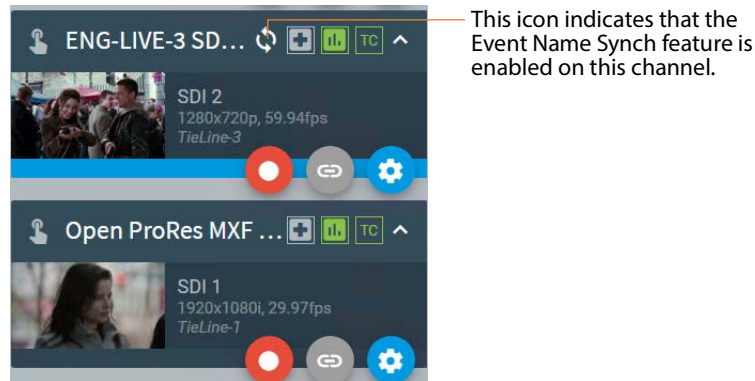 ENG-LIVE-3 SD...
TC
This icon indicates that the
Event Name Synch feature is
enabled on this channel.
SDI 2
1280x720p, 59.94fps
TieLine-3
Open ProRes MXF ...
TC
SDI 1
1920x1080i, 29.97fps
TieLine-1